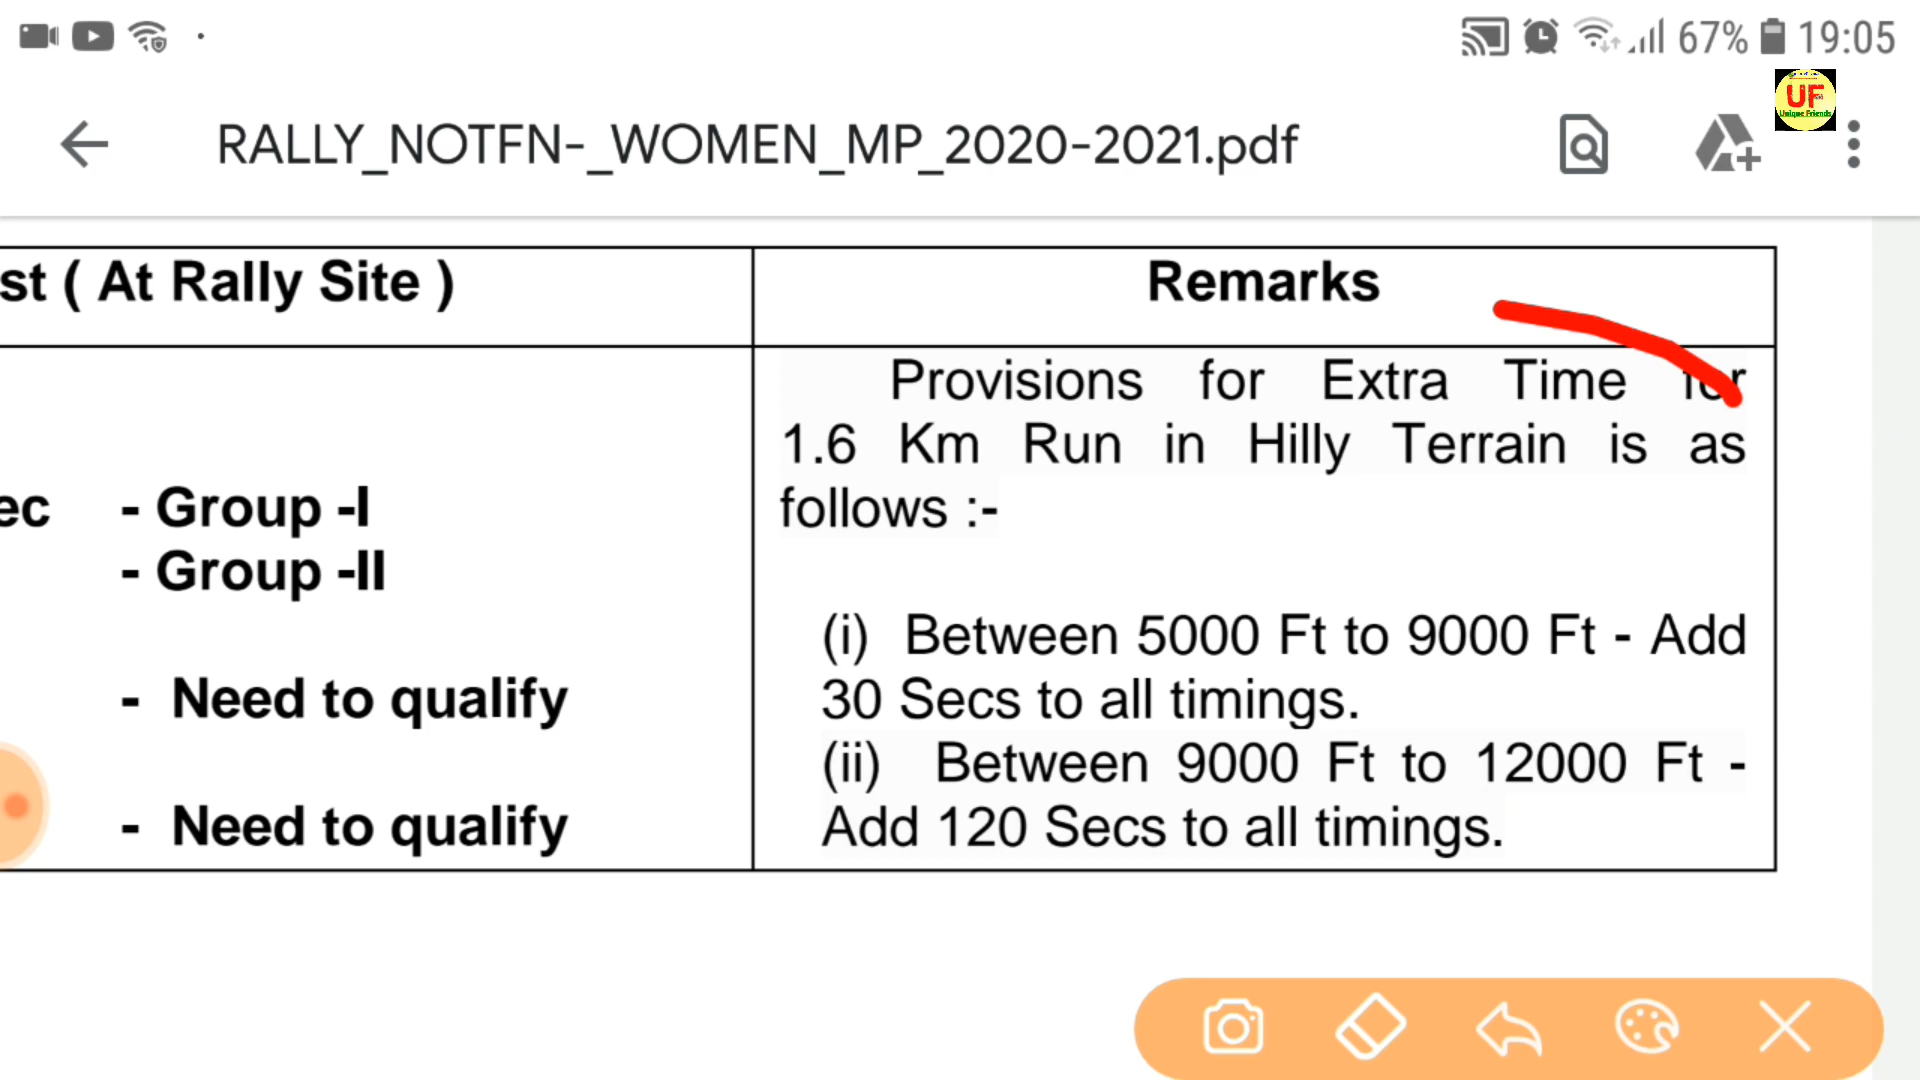 67% 19:05
UF
Unique Friends
RALLY_NOTFN-_WOMEN_MP_2020-2021.pdf
st ( At Rally Site )
Remarks
ec - Group -I
- Group -II
- Need to qualify
- Need to qualify
Provisions for Extra Time for
1.6 Km Run in Hilly Terrain is as
follows :-
(i) Between 5000 Ft to 9000 Ft - Add
30 Secs to all timings.
(ii) Between 9000 Ft to 12000 Ft -
Add 120 Secs to all timings.